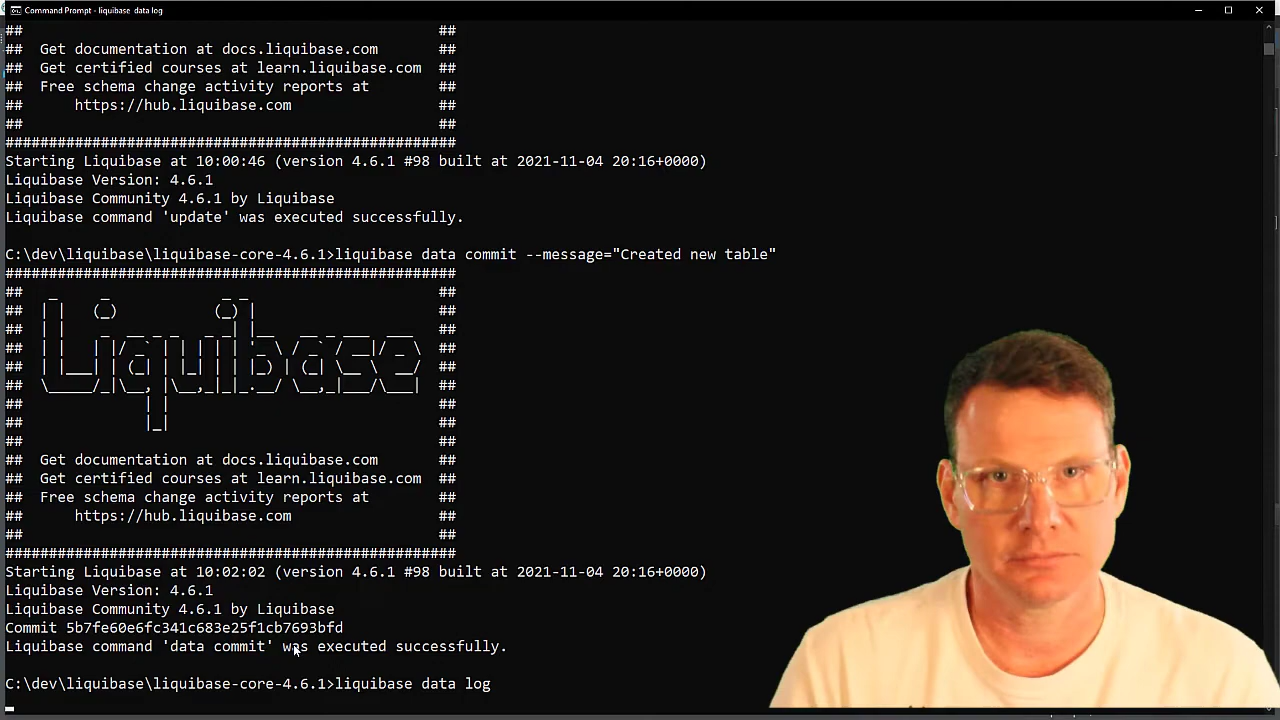 Command Prompt - liquibase data log
## ##
## Get documentation at docs.liquibase.com ##
## Get certified courses at learn.liquibase.com ##
## Free schema change activity reports at ##
## https://hub.liquibase.com ##
## ##
####################################################
Starting Liquibase at 10:00:46 (version 4.6.1 #98 built at 2021-11-04 20:16+0000)
Liquibase Version: 4.6.1
Liquibase Community 4.6.1 by Liquibase
Liquibase command 'update' was executed successfully.
C:\dev\liquibase\liquibase-core-4.6.1>liquibase data commit --message="Created new table"
####################################################
## Liquibase ##
## Get documentation at docs.liquibase.com ##
## Get certified courses at learn.liquibase.com ##
## Free schema change activity reports at ##
## https://hub.liquibase.com ##
## ##
####################################################
Starting Liquibase at 10:02:02 (version 4.6.1 #98 built at 2021-11-04 20:16+0000)
Liquibase Version: 4.6.1
Liquibase Community 4.6.1 by Liquibase
Commit 5b7fe60e6fc341c683e25f1cb7693bfd
Liquibase command 'data commit' was executed successfully.
C:\dev\liquibase\liquibase-core-4.6.1>liquibase data log